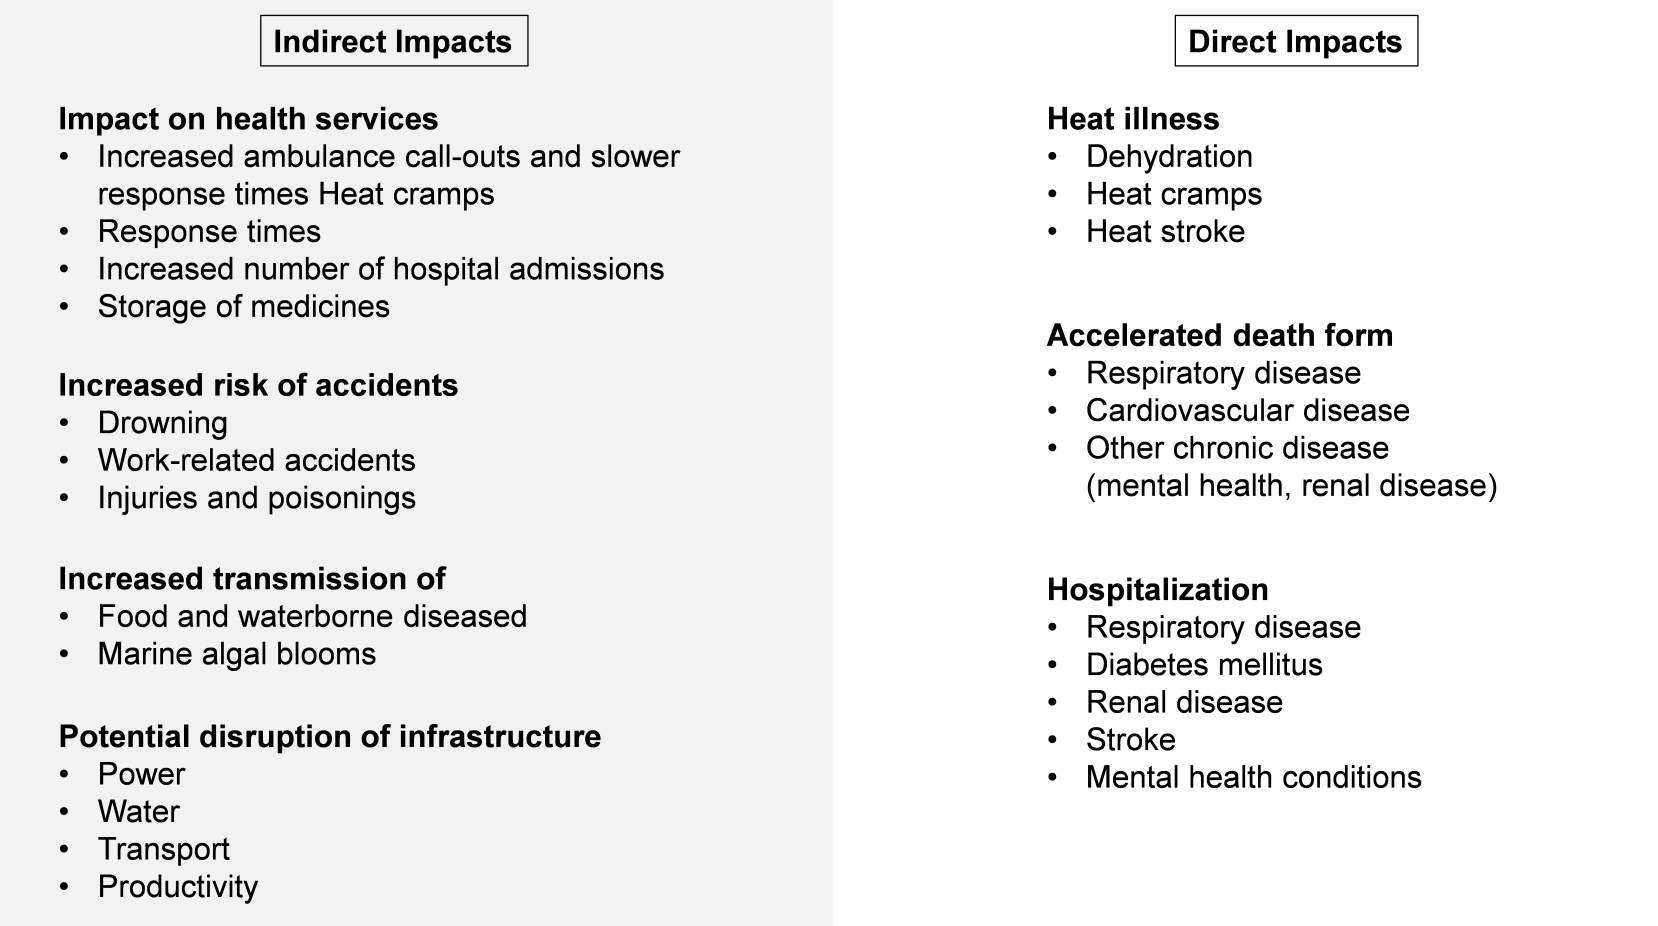 Indirect Impacts
Impact on health services
• Increased ambulance call-outs and slower
response times Heat cramps
• Response times
• Increased number of hospital admissions
• Storage of medicines
Increased risk of accidents
• Drowning
• Work-related accidents
• Injuries and poisonings
Increased transmission of
• Food and waterborne diseased
• Marine algal blooms
Potential disruption of infrastructure
• Power
• Water
• Transport
• Productivity
Direct Impacts
Heat illness
• Dehydration
• Heat cramps
• Heat stroke
Accelerated death form
• Respiratory disease
• Cardiovascular disease
• Other chronic disease
(mental health, renal disease)
Hospitalization
• Respiratory disease
• Diabetes mellitus
• Renal disease
• Stroke
• Mental health conditions